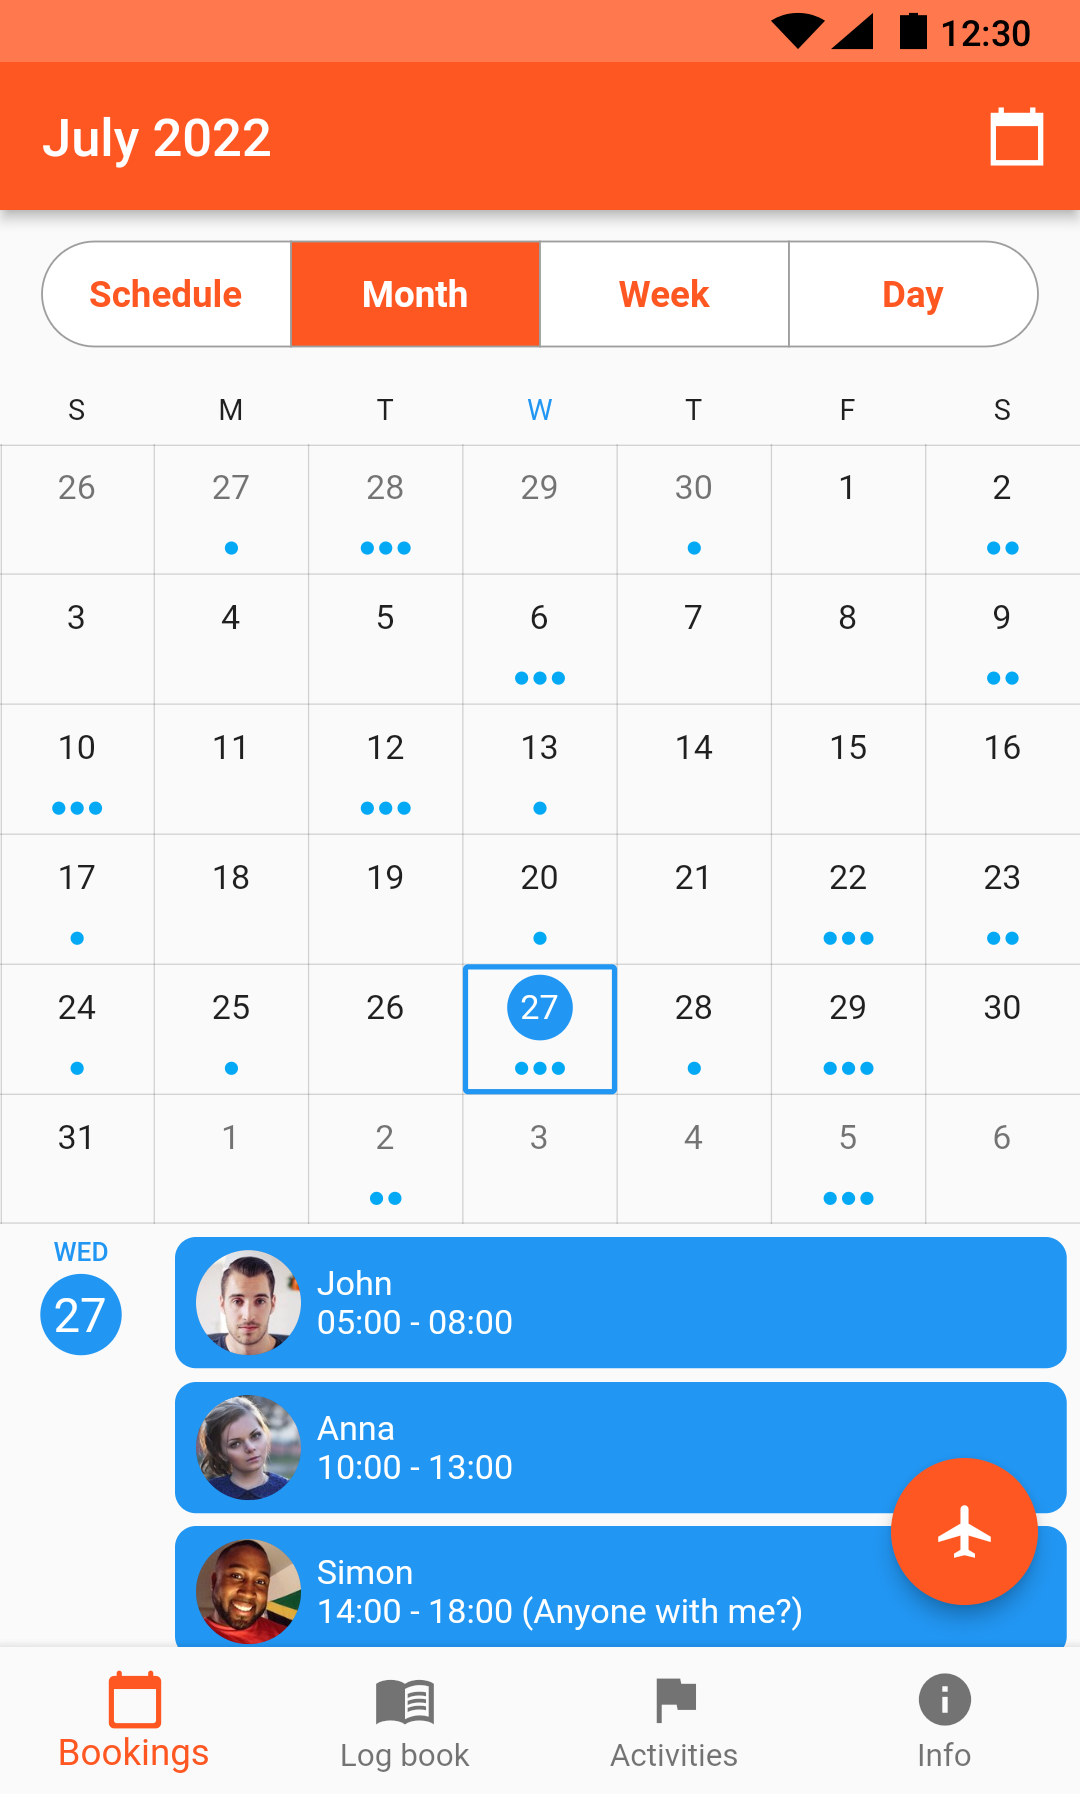 12:30
July 2022
Schedule Month Week Day
S M T W T F S
26 27 28 29 30 1 2
3 4 5 6 7 8 9
10 11 12 13 14 15 16
17 18 19 20 21 22 23
24 25 26 27 28 29 30
31 1 2 3 4 5 6
WED
27
John
05:00 - 08:00
Anna
10:00 - 13:00
Simon
14:00 - 18:00 (Anyone with me?)
Bookings Log book Activities Info